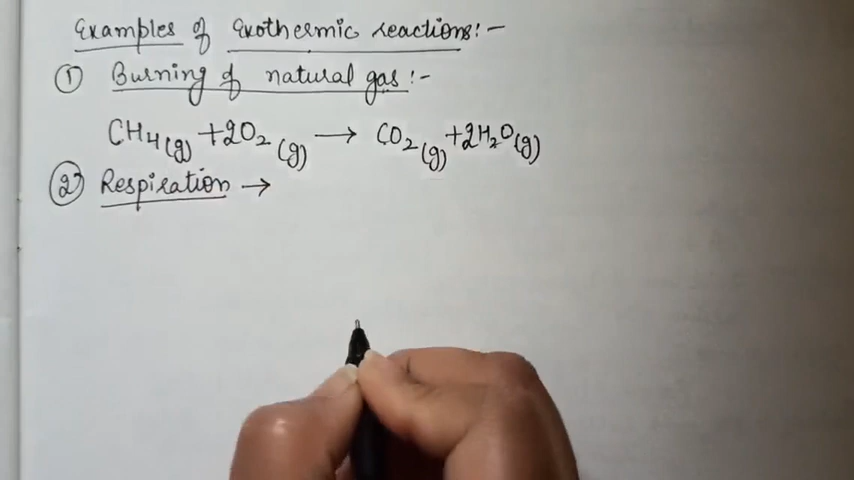 Examples of Exothermic reactions:-
① Burning of natural gas:-
CH4(g) + 2O2(g) → CO2(g) + 2H2O(g)
② Respiration →